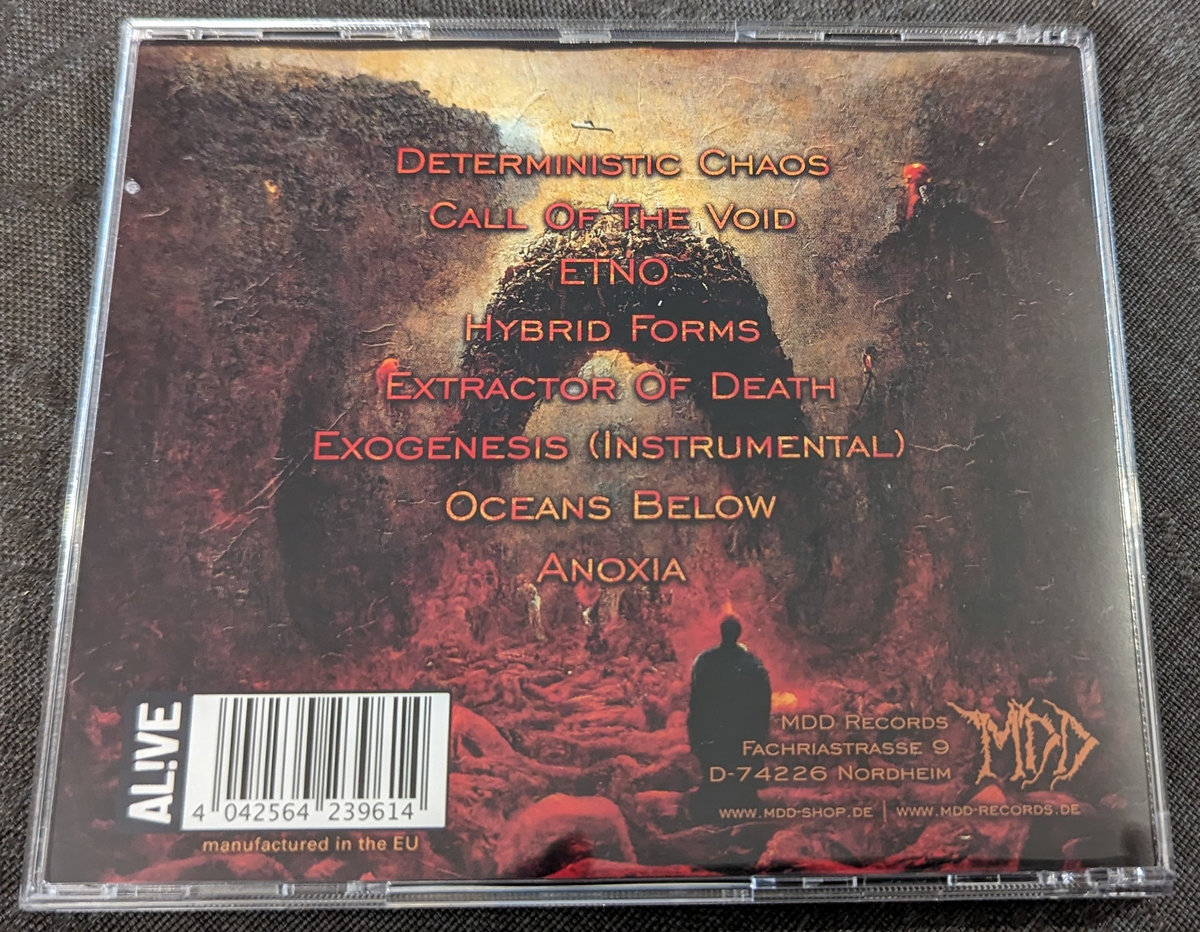 Deterministic Chaos
Call Of The Void
ETNO
Hybrid Forms
Extractor Of Death
Exogenesis (Instrumental)
Oceans Below
Anoxia
AL!VE
4 042564 239614
manufactured in the EU
MDD Records
Fachriastrasse 9
D-74226 Nordheim
MDD
www.mdd-shop.de | www.mdd-records.de